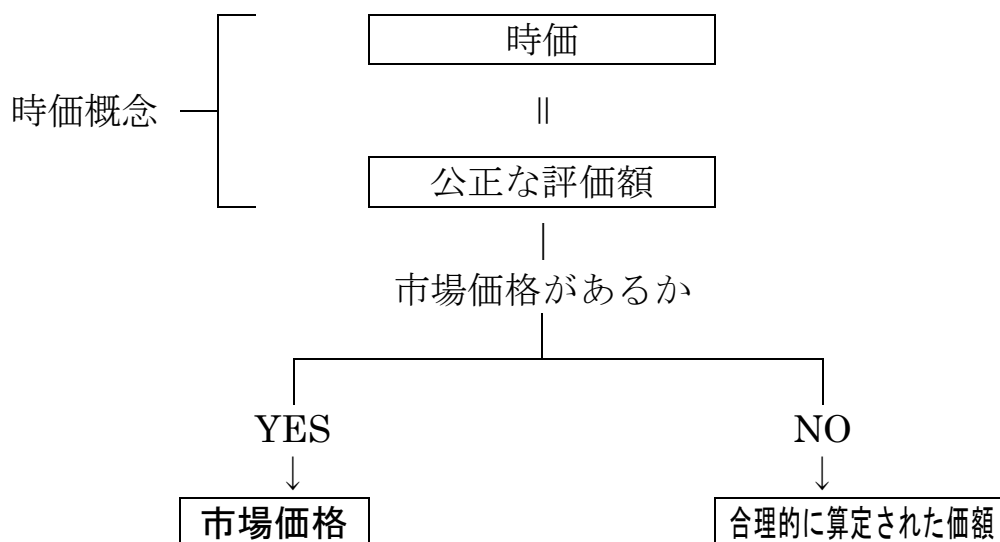 時価
時価概念
॥
公正な評価額
市場価格があるか
YES
NO
↓
↓
市場価格
合理的に算定された価額